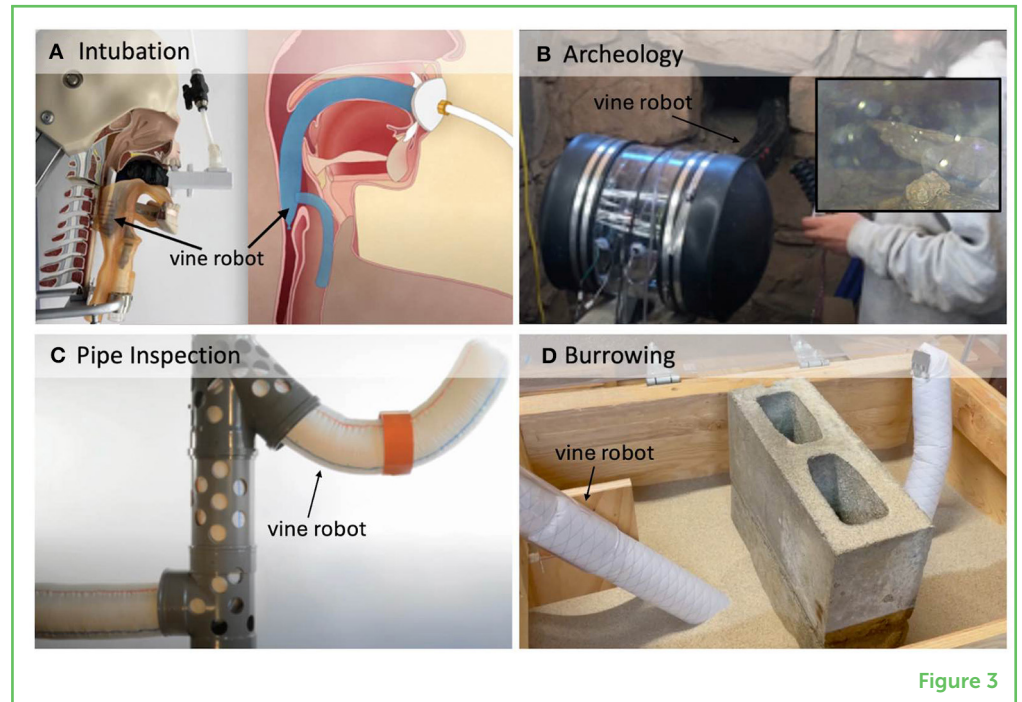 A Intubation
vine robot
B Archeology
vine robot
C Pipe Inspection
vine robot
D Burrowing
vine robot
Figure 3